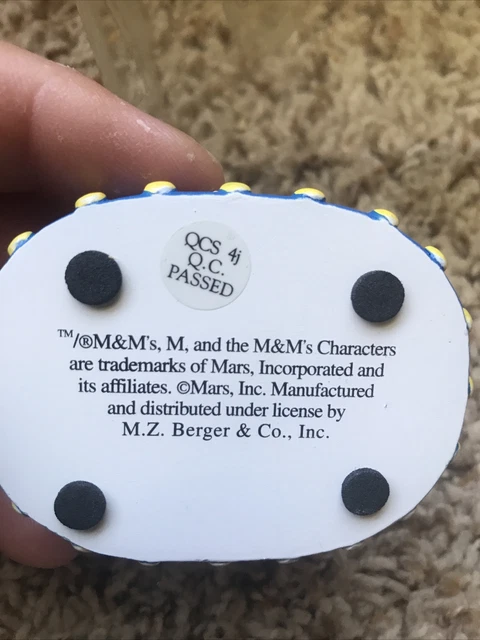 QCS 4j
Q.C.
PASSED
™/®M&M's, M, and the M&M's Characters
are trademarks of Mars, Incorporated and
its affiliates. ©Mars, Inc. Manufactured
and distributed under license by
M.Z. Berger & Co., Inc.